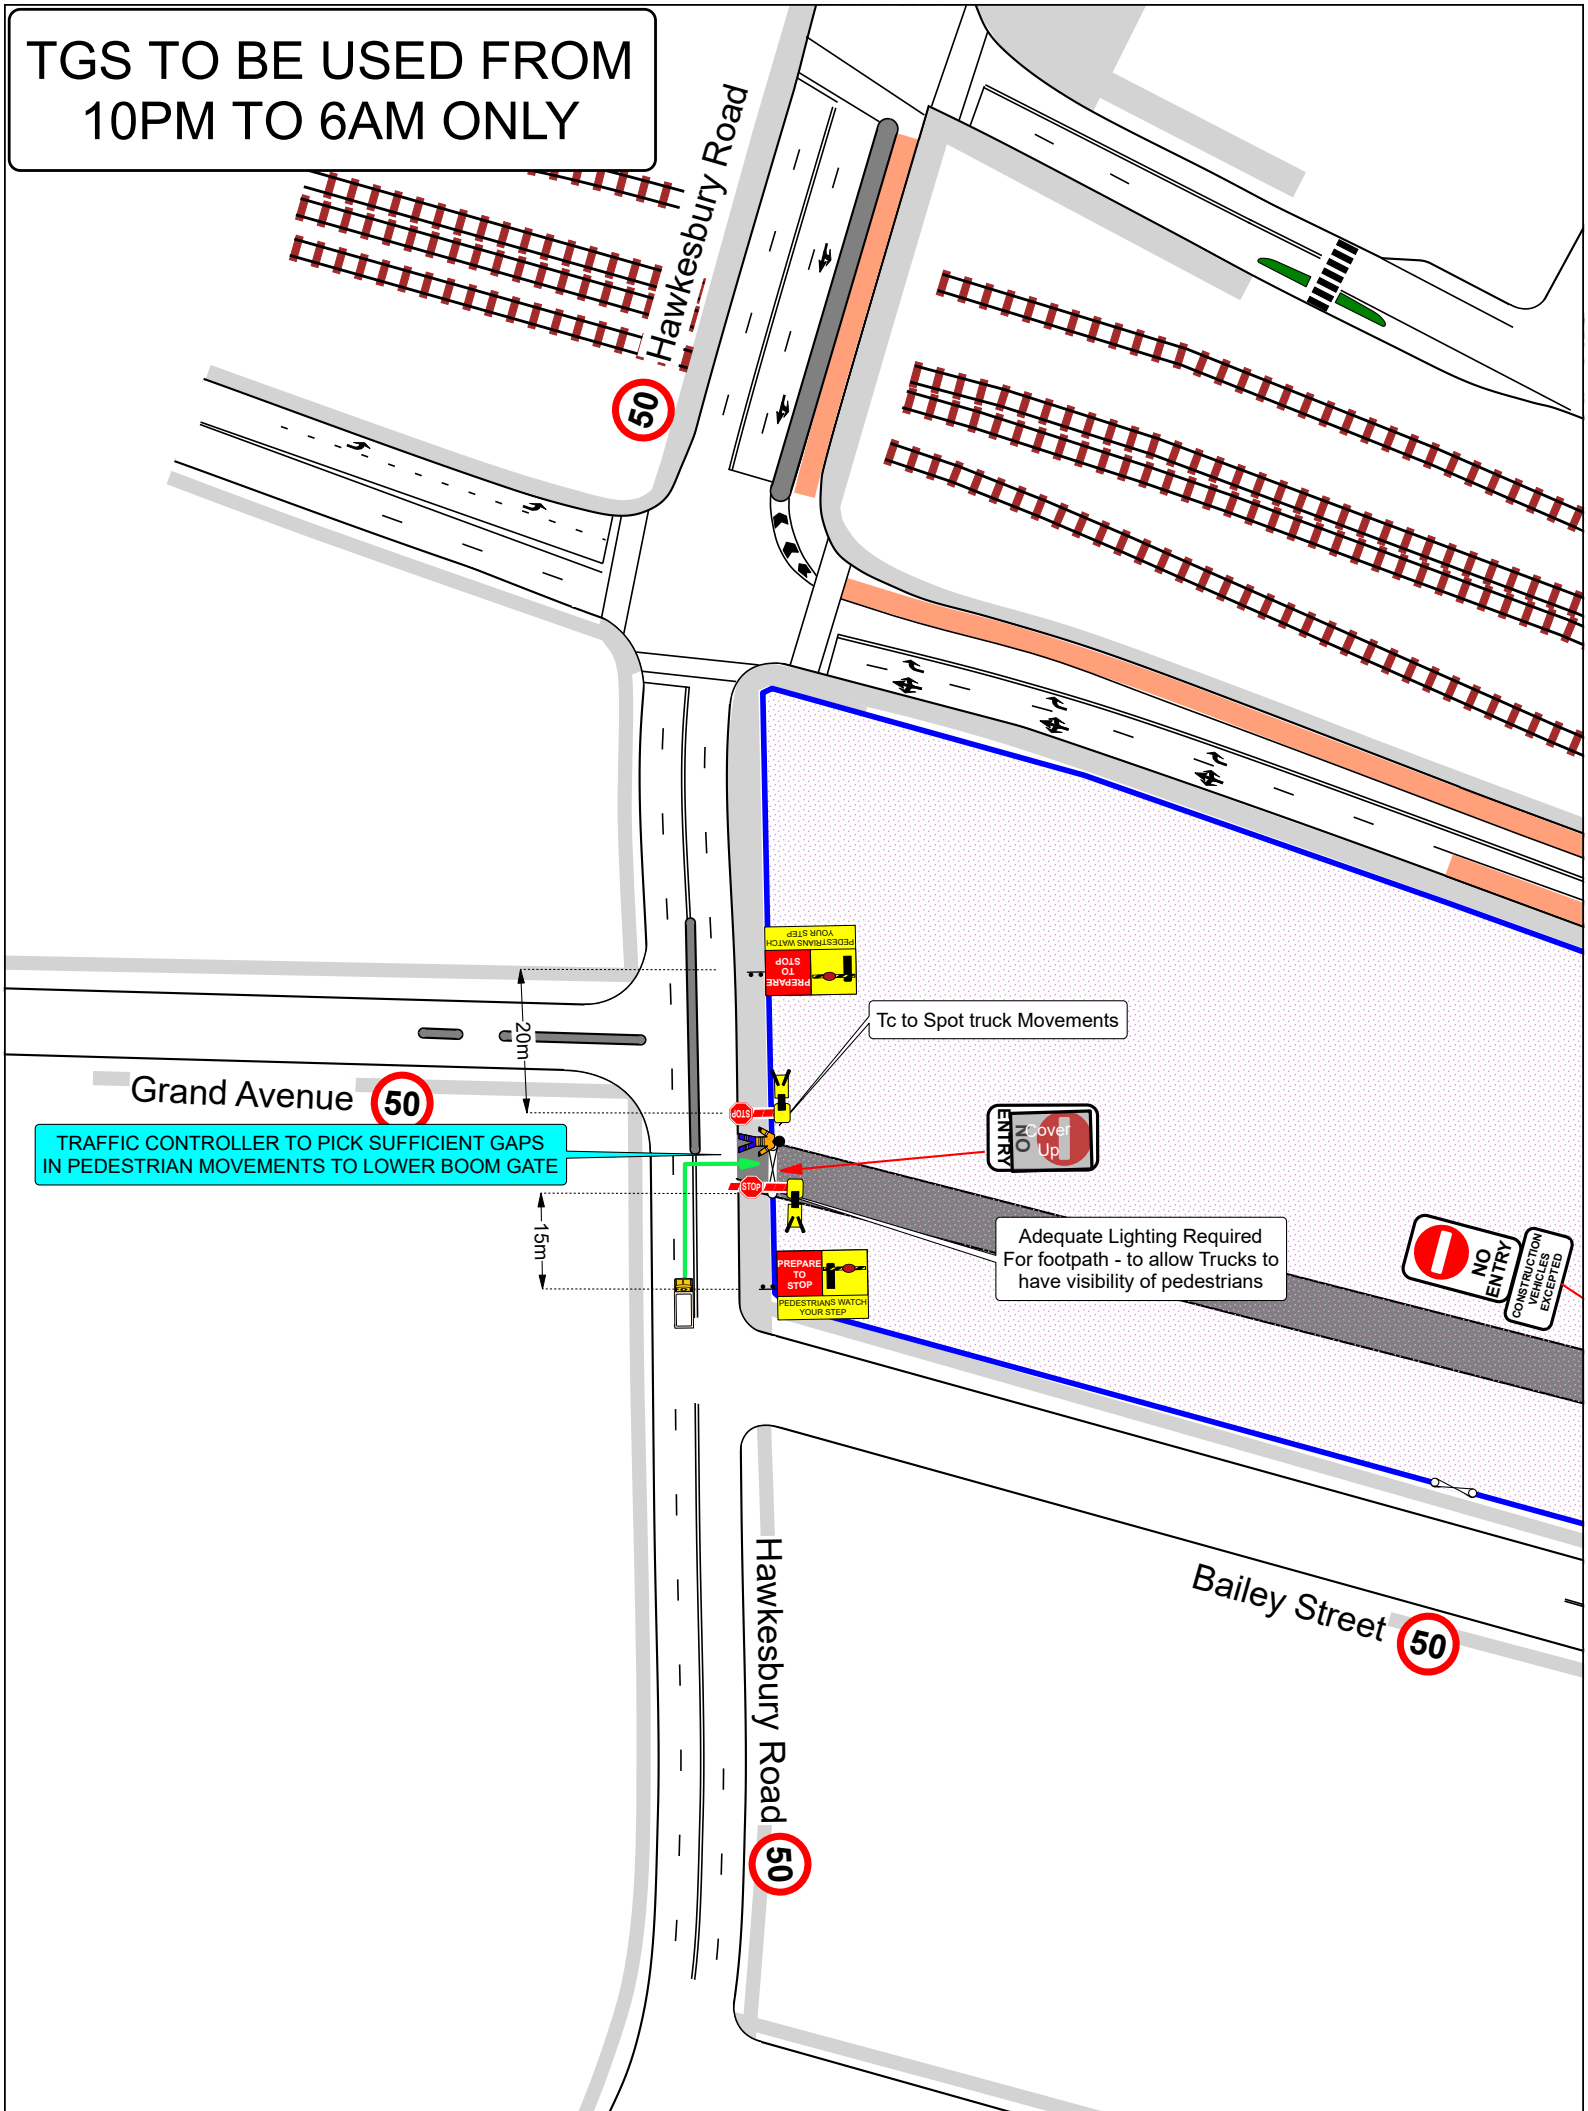 TGS TO BE USED FROM
10PM TO 6AM ONLY
Hawkesbury Road
50
PEDESTRIANS WATCH
YOUR STEP
PREPARE
TO
STOP
20m
Tc to Spot truck Movements
Grand Avenue
50
STOP
TRAFFIC CONTROLLER TO PICK SUFFICIENT GAPS
IN PEDESTRIAN MOVEMENTS TO LOWER BOOM GATE
NO
ENTRY
Cover
Up
STOP
15m
Adequate Lighting Required
For footpath - to allow Trucks to
have visibility of pedestrians
NO
ENTRY
CONSTRUCTION
VEHICLES
EXCEPTED
PREPARE
TO
STOP
PEDESTRIANS WATCH
YOUR STEP
Hawkesbury Road
50
Bailey Street
50